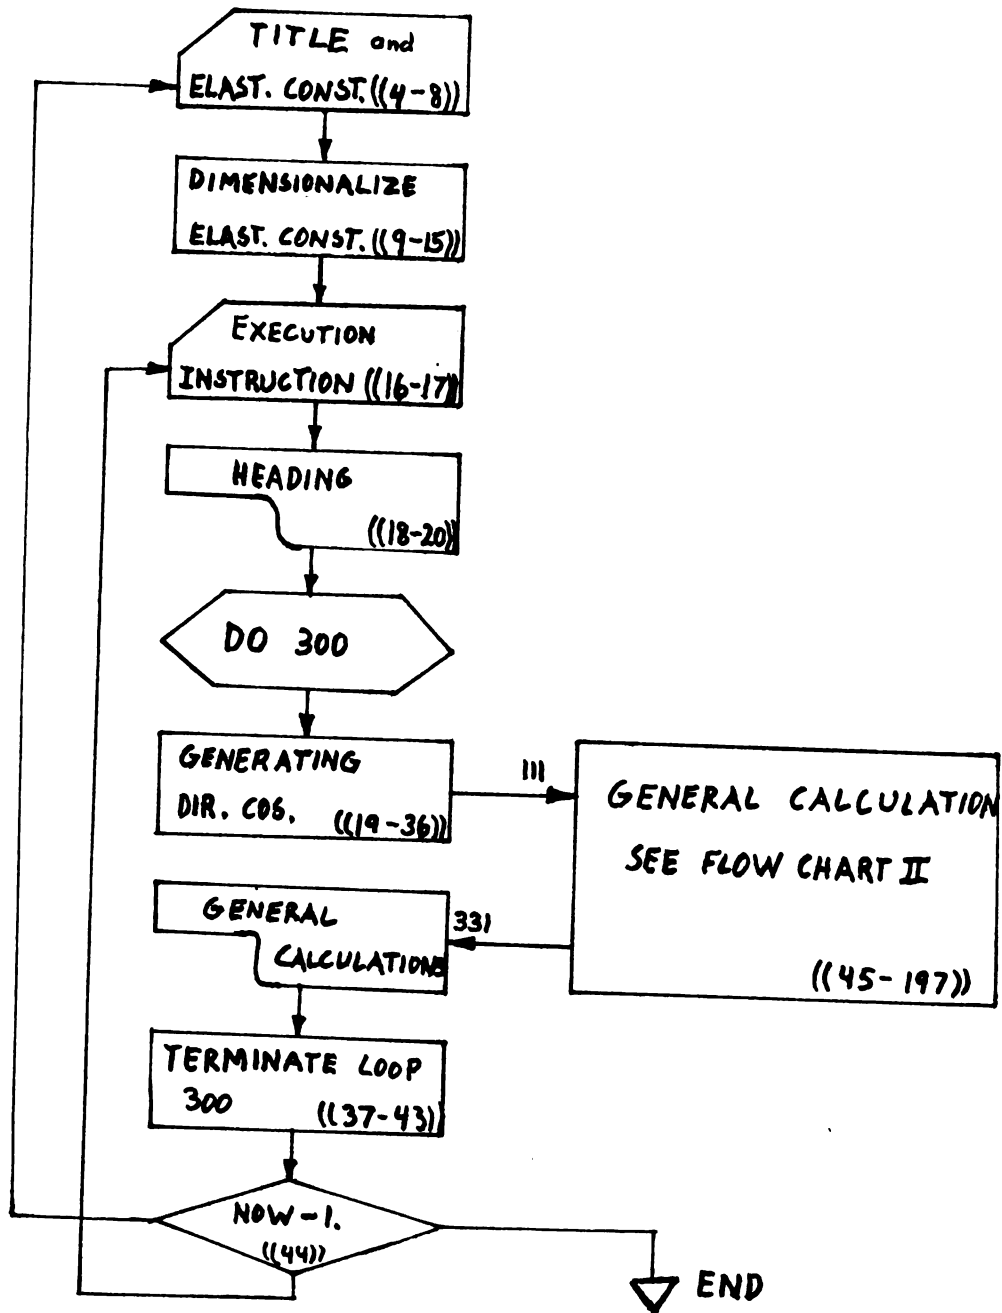 TITLE and
ELAST. CONST. ((4-8))
DIMENSIONALIZE
ELAST. CONST. ((9-15))
EXECUTION
INSTRUCTION ((16-17))
HEADING
((18-20))
DO 300
GENERATING
DIR. COS. ((19-36))
111
GENERAL CALCULATION
SEE FLOW CHART II
((45-197))
331
GENERAL
CALCULATIONS
TERMINATE LOOP
300 ((37-43))
NOW-1.
((44))
END